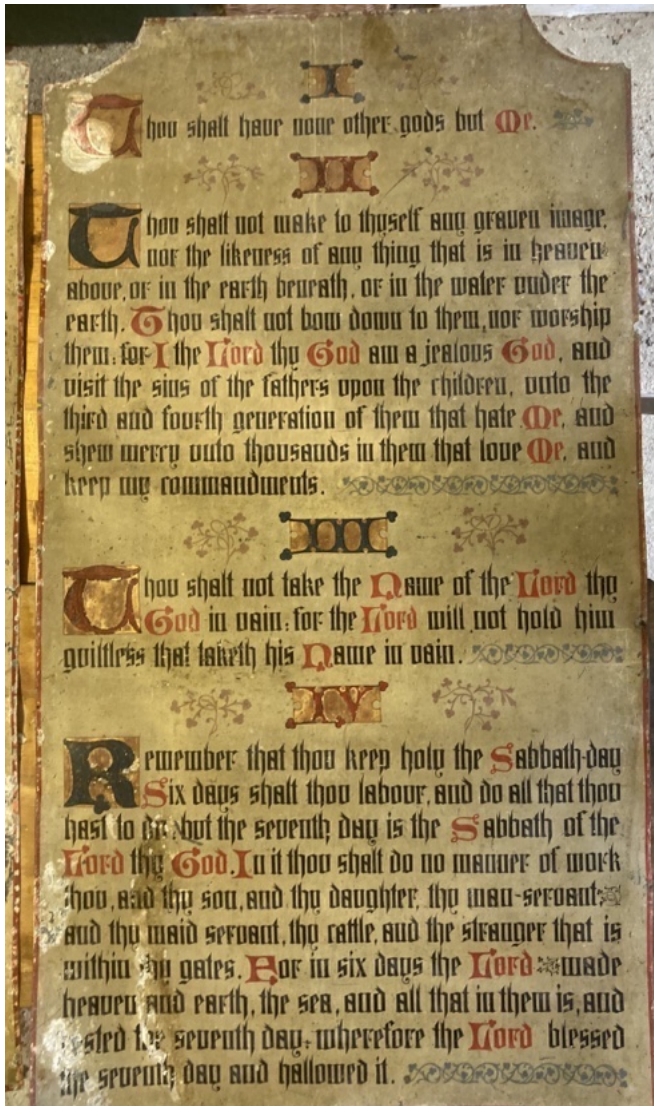 I
Thou shalt have none other gods but Me.
II
Thou shalt not make to thyself any graven image,
nor the likeness of any thing that is in heaven
above, or in the earth beneath, or in the water under the
earth. Thou shalt not bow down to them, nor worship
them: for I the Lord thy God am a jealous God, and
visit the sins of the fathers upon the children, unto the
third and fourth generation of them that hate Me, and
shew mercy unto thousands in them that love Me, and
keep my commandments.
III
Thou shalt not take the Name of the Lord thy
God in vain: for the Lord will not hold him
guiltless that taketh his Name in vain.
IV
Remember that thou keep holy the Sabbath-day
Six days shalt thou labour, and do all that thou
hast to do: but the seventh day is the Sabbath of the
Lord thy God. In it thou shalt do no manner of work
thou, and thy son, and thy daughter, thy man-servant
and thy maid servant, thy cattle, and the stranger that is
within thy gates. For in six days the Lord made
heaven and earth, the sea, and all that in them is, and
rested the seventh day: wherefore the Lord blessed
the seventh day and hallowed it.